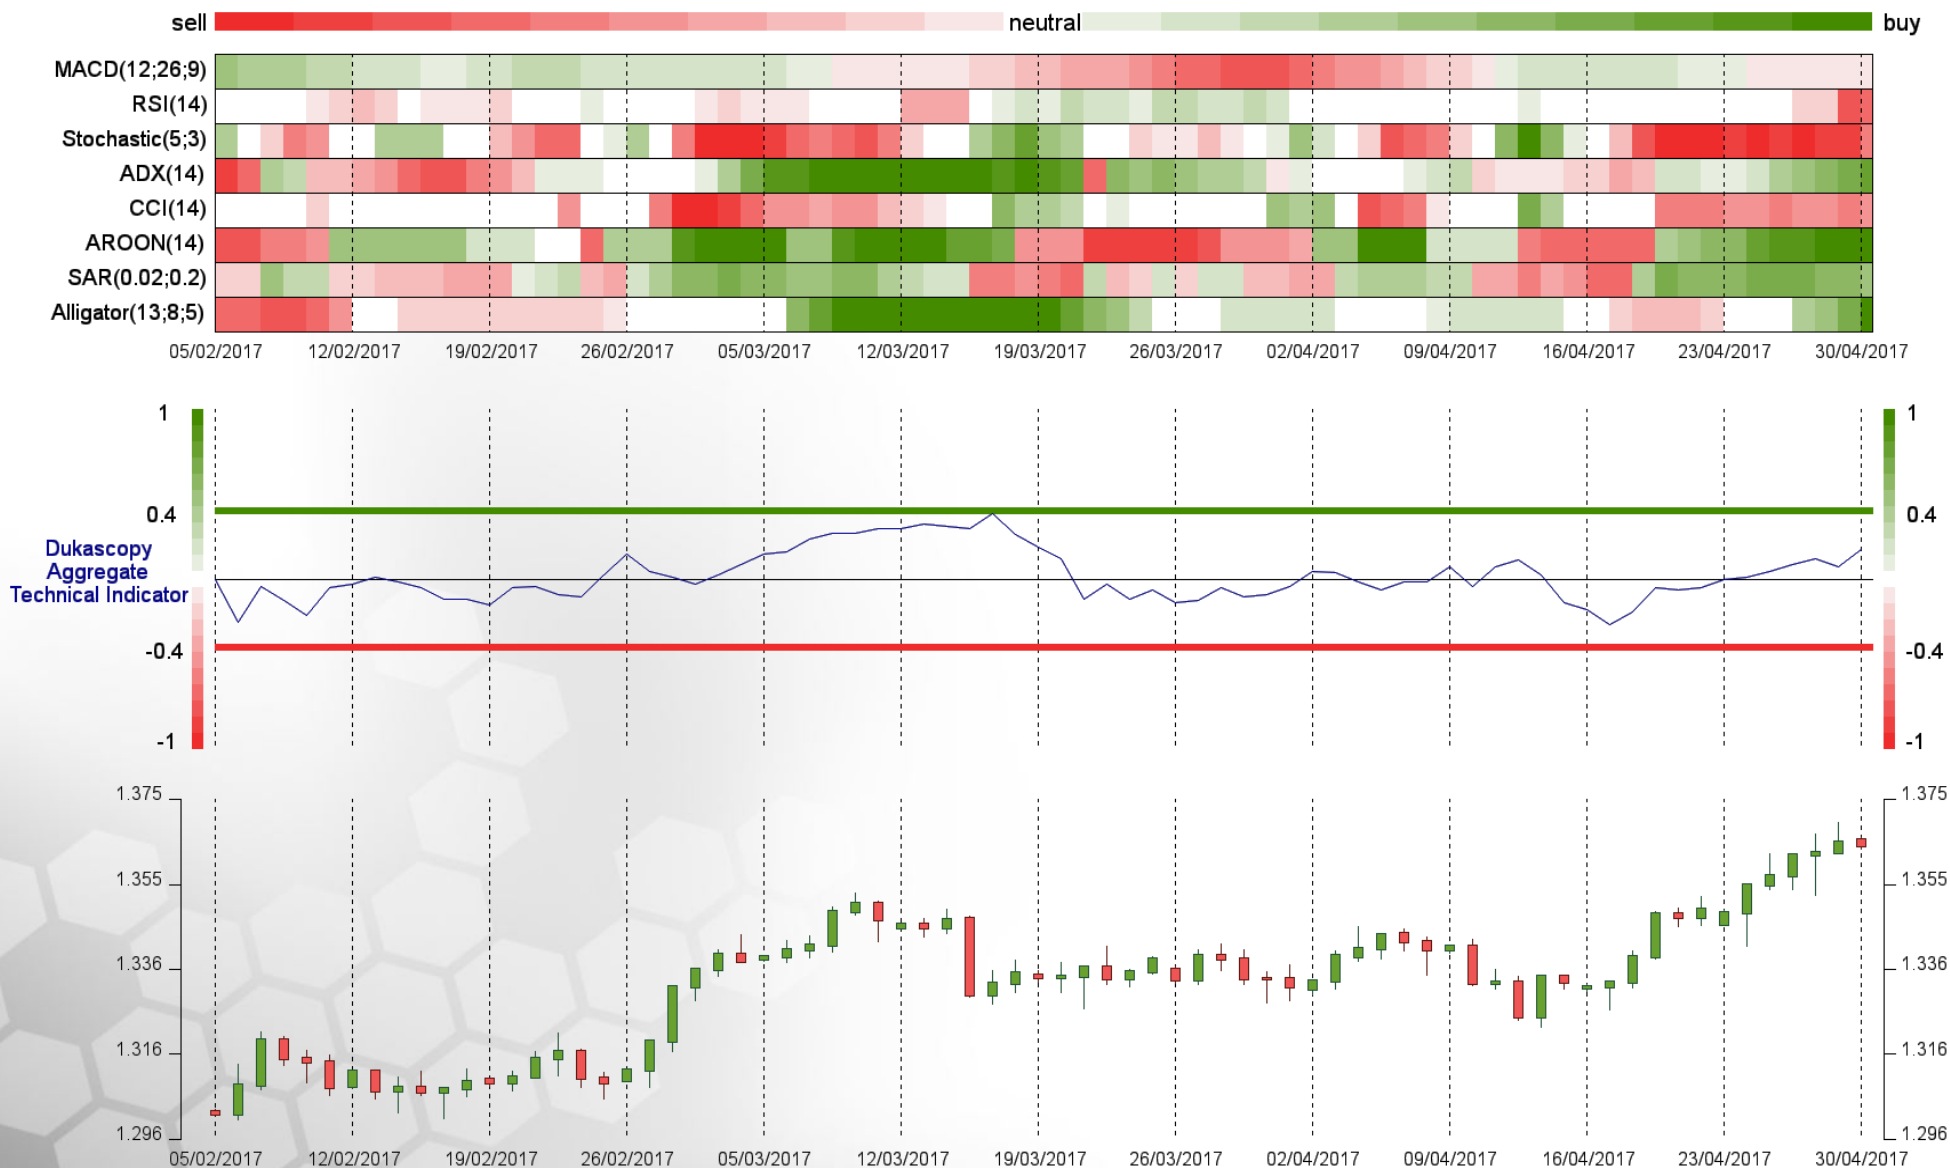 sell neutral buy
MACD(12;26;9)
RSI(14)
Stochastic(5;3)
ADX(14)
CCI(14)
AROON(14)
SAR(0.02;0.2)
Alligator(13;8;5)
05/02/2017 12/02/2017 19/02/2017 26/02/2017 05/03/2017 12/03/2017 19/03/2017 26/03/2017 02/04/2017 09/04/2017 16/04/2017 23/04/2017 30/04/2017
1 1
0.4 0.4
Dukascopy
Aggregate
Technical Indicator
-0.4 -0.4
-1 -1
1.375 1.375
1.355 1.355
1.336 1.336
1.316 1.316
1.296 1.296
05/02/2017 12/02/2017 19/02/2017 26/02/2017 05/03/2017 12/03/2017 19/03/2017 26/03/2017 02/04/2017 09/04/2017 16/04/2017 23/04/2017 30/04/2017